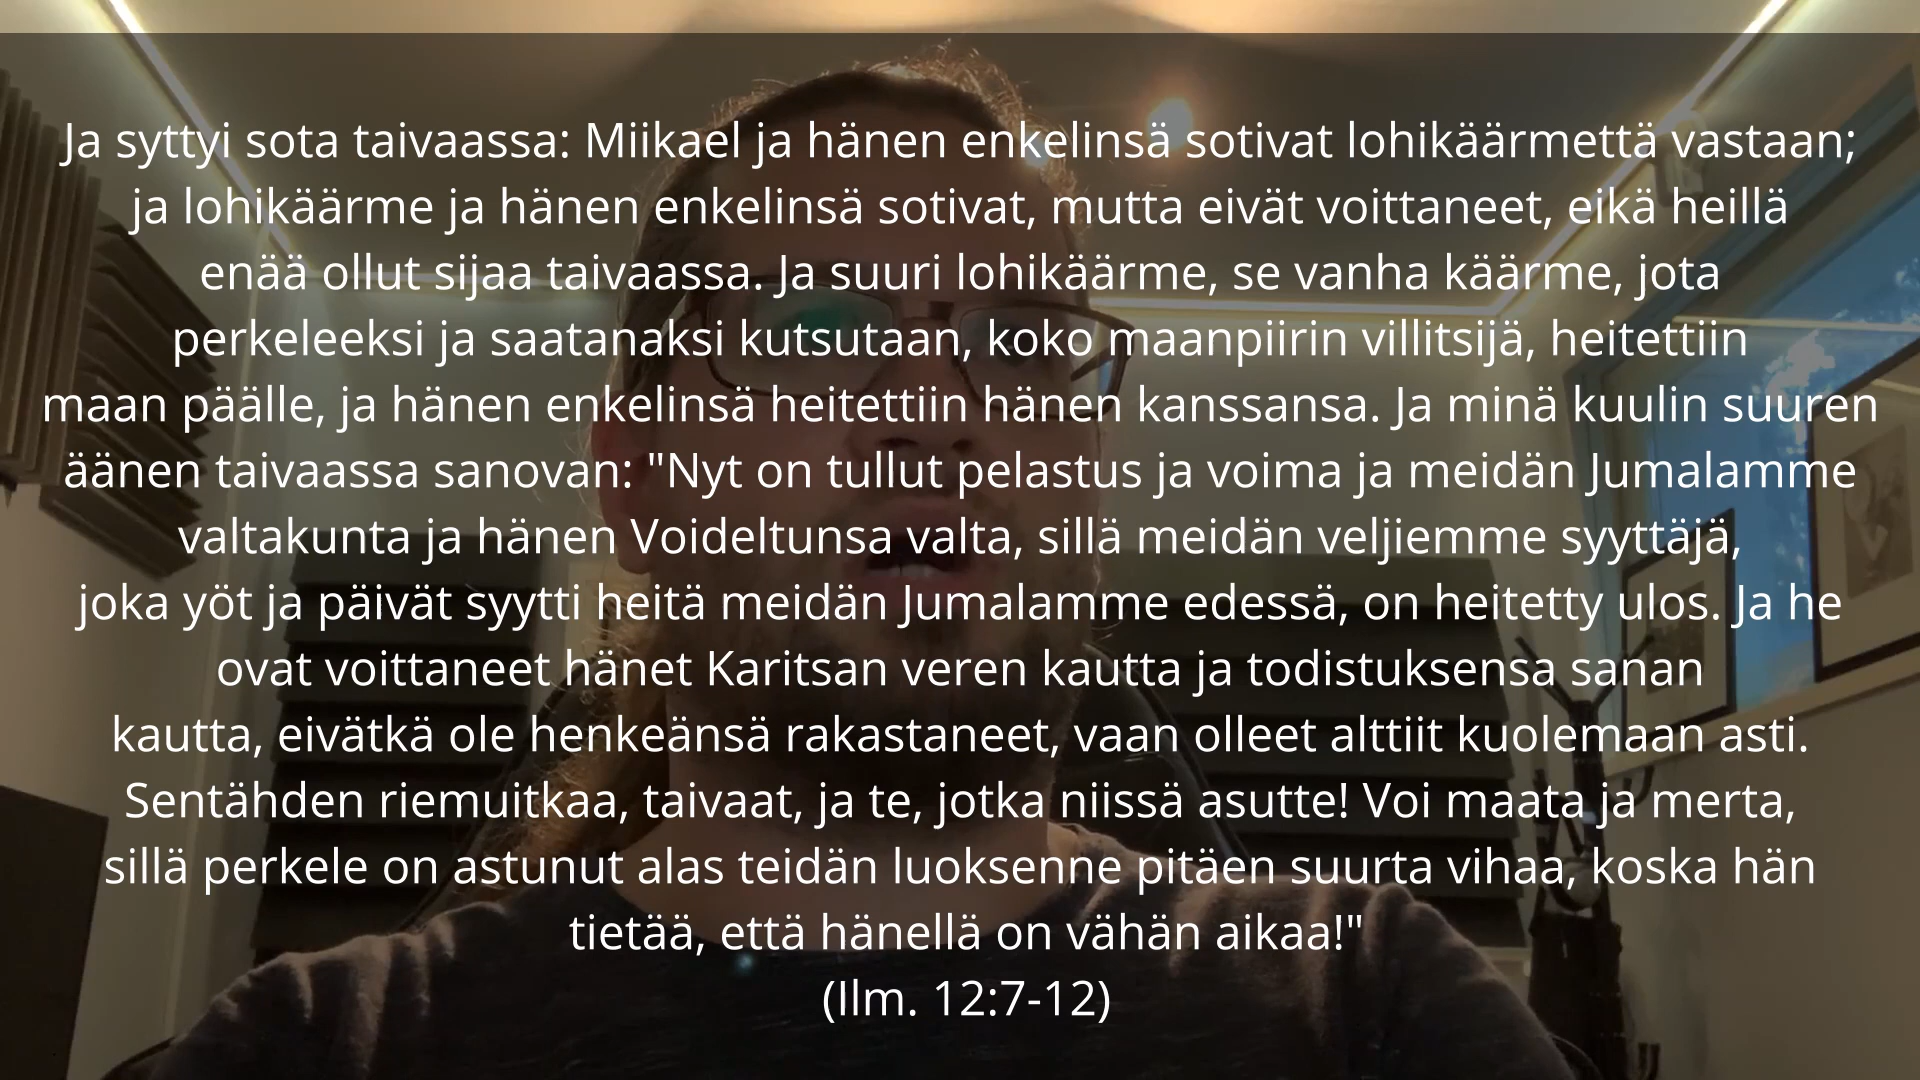 Ja syttyi sota taivaassa: Miikael ja hänen enkelinsä sotivat lohikäärmettä vastaan;
ja lohikäärme ja hänen enkelinsä sotivat, mutta eivät voittaneet, eikä heillä
enää ollut sijaa taivaassa. Ja suuri lohikäärme, se vanha käärme, jota
perkeleeksi ja saatanaksi kutsutaan, koko maanpiirin villitsijä, heitettiin
maan päälle, ja hänen enkelinsä heitettiin hänen kanssansa. Ja minä kuulin suuren
äänen taivaassa sanovan: "Nyt on tullut pelastus ja voima ja meidän Jumalamme
valtakunta ja hänen Voideltunsa valta, sillä meidän veljiemme syyttäjä,
joka yöt ja päivät syytti heitä meidän Jumalamme edessä, on heitetty ulos. Ja he
ovat voittaneet hänet Karitsan veren kautta ja todistuksensa sanan
kautta, eivätkä ole henkeänsä rakastaneet, vaan olleet alttiit kuolemaan asti.
Sentähden riemuitkaa, taivaat, ja te, jotka niissä asutte! Voi maata ja merta,
sillä perkele on astunut alas teidän luoksenne pitäen suurta vihaa, koska hän
tietää, että hänellä on vähän aikaa!"
(Ilm. 12:7-12)